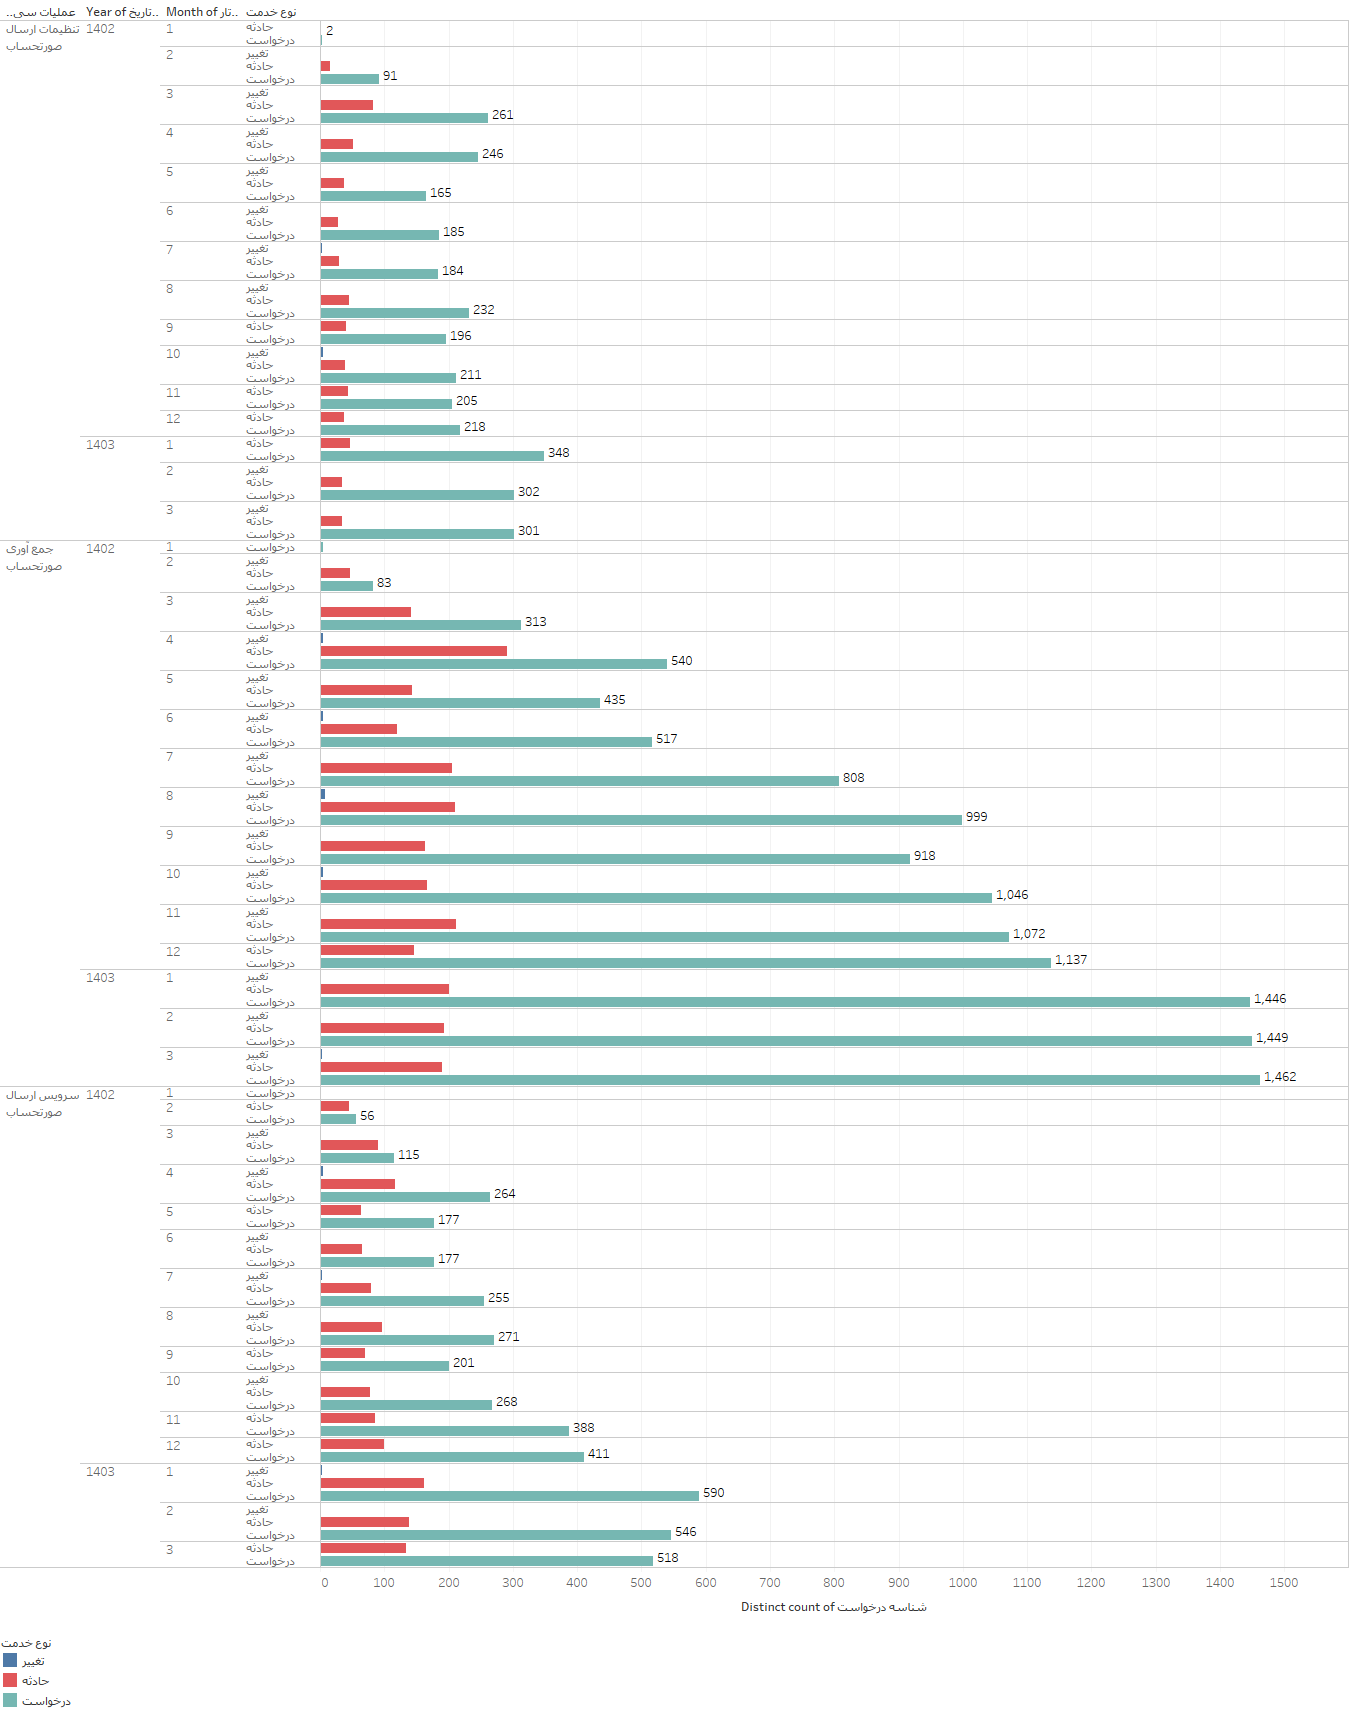 عملیات سی.. Year of تاریخ.. Month of تار.. نوع خدمت
تنظیمات ارسال صورتحساب 1402 1 حادثه
درخواست 2
2 تغییر
حادثه
درخواست 91
3 تغییر
حادثه
درخواست 261
4 تغییر
حادثه
درخواست 246
5 تغییر
حادثه
درخواست 165
6 تغییر
حادثه
درخواست 185
7 تغییر
حادثه
درخواست 184
8 تغییر
حادثه
درخواست 232
9 حادثه
درخواست 196
10 تغییر
حادثه
درخواست 211
11 حادثه
درخواست 205
12 حادثه
درخواست 218
1403 1 حادثه
درخواست 348
2 تغییر
حادثه
درخواست 302
3 تغییر
حادثه
درخواست 301
جمع آوری صورتحساب 1402 1 درخواست
2 تغییر
حادثه
درخواست 83
3 تغییر
حادثه
درخواست 313
4 تغییر
حادثه
درخواست 540
5 تغییر
حادثه
درخواست 435
6 تغییر
حادثه
درخواست 517
7 تغییر
حادثه
درخواست 808
8 تغییر
حادثه
درخواست 999
9 تغییر
حادثه
درخواست 918
10 تغییر
حادثه
درخواست 1,046
11 تغییر
حادثه
درخواست 1,072
12 حادثه
درخواست 1,137
1403 1 تغییر
حادثه
درخواست 1,446
2 تغییر
حادثه
درخواست 1,449
3 تغییر
حادثه
درخواست 1,462
سرویس ارسال صورتحساب 1402 1 درخواست
2 حادثه
درخواست 56
3 تغییر
حادثه
درخواست 115
4 تغییر
حادثه
درخواست 264
5 حادثه
درخواست 177
6 تغییر
حادثه
درخواست 177
7 تغییر
حادثه
درخواست 255
8 تغییر
حادثه
درخواست 271
9 حادثه
درخواست 201
10 تغییر
حادثه
درخواست 268
11 حادثه
درخواست 388
12 حادثه
درخواست 411
1403 1 تغییر
حادثه
درخواست 590
2 تغییر
حادثه
درخواست 546
3 حادثه
درخواست 518
0 100 200 300 400 500 600 700 800 900 1000 1100 1200 1300 1400 1500
Distinct count of شناسه درخواست
نوع خدمت
تغییر
حادثه
درخواست